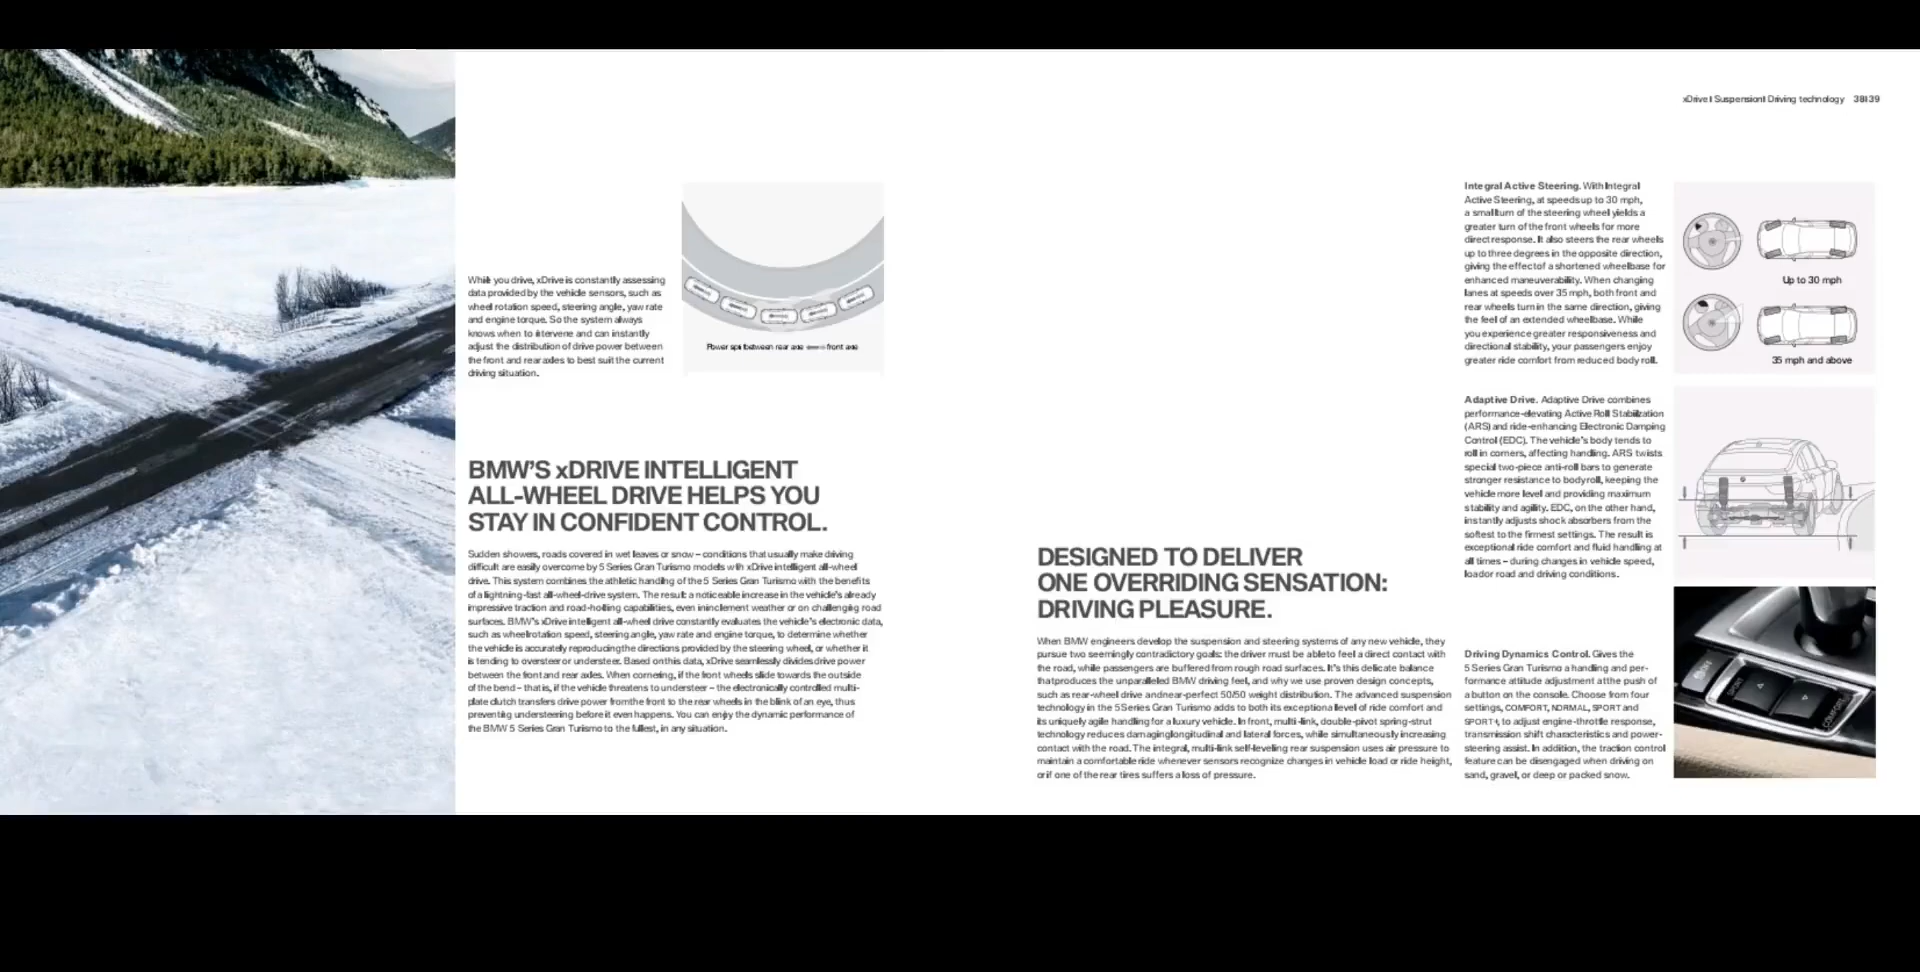 xDrive I Suspension I Driving technology 38 I 39
While you drive, xDrive is constantly assessing
data provided by the vehicle sensors, such as
wheel rotation speed, steering angle, yaw rate
and engine torque. So the system always
knows when to intervene and can instantly
adjust the distribution of drive power between
the front and rear axles to best suit the current
driving situation.
Power split between rear axle front axle
BMW'S xDRIVE INTELLIGENT
ALL-WHEEL DRIVE HELPS YOU
STAY IN CONFIDENT CONTROL.
Sudden showers, roads covered in wet leaves or snow – conditions that usually make driving
difficult are easily overcome by 5 Series Gran Turismo models with xDrive intelligent all-wheel
drive. This system combines the athletic handling of the 5 Series Gran Turismo with the benefits
of a lightning-fast all-wheel-drive system. The result: a noticeable increase in the vehicle's already
impressive traction and road-holding capabilities, even in inclement weather or on challenging road
surfaces. BMW's xDrive intelligent all-wheel drive constantly evaluates the vehicle's electronic data,
such as wheel rotation speed, steering angle, yaw rate and engine torque, to determine whether
the vehicle is accurately reproducing the directions provided by the steering wheel, or whether it
is tending to oversteer or understeer. Based on this data, xDrive seamlessly divides drive power
between the front and rear axles. When cornering, if the front wheels slide towards the outside
of the bend – that is, if the vehicle threatens to understeer – the electronically controlled multi-
plate clutch transfers drive power from the front to the rear wheels in the blink of an eye, thus
preventing understeering before it even happens. You can enjoy the dynamic performance of
the BMW 5 Series Gran Turismo to the fullest, in any situation.
DESIGNED TO DELIVER
ONE OVERRIDING SENSATION:
DRIVING PLEASURE.
When BMW engineers develop the suspension and steering systems of any new vehicle, they
pursue two seemingly contradictory goals: the driver must be able to feel a direct contact with
the road, while passengers are buffered from rough road surfaces. It's this delicate balance
that produces the unparalleled BMW driving feel, and why we use proven design concepts,
such as rear-wheel drive and near-perfect 50/50 weight distribution. The advanced suspension
technology in the 5 Series Gran Turismo adds to both its exceptional level of ride comfort and
its uniquely agile handling for a luxury vehicle. In front, multi-link, double-pivot spring-strut
technology reduces damaging longitudinal and lateral forces, while simultaneously increasing
contact with the road. The integral, multi-link self-leveling rear suspension uses air pressure to
maintain a comfortable ride whenever sensors recognize changes in vehicle load or ride height,
or if one of the rear tires suffers a loss of pressure.
Integral Active Steering. With Integral
Active Steering, at speeds up to 30 mph,
a small turn of the steering wheel yields a
greater turn of the front wheels for more
direct response. It also steers the rear wheels
up to three degrees in the opposite direction,
giving the effect of a shortened wheelbase for
enhanced maneuverability. When changing
lanes at speeds over 35 mph, both front and
rear wheels turn in the same direction, giving
the feel of an extended wheelbase. While
you experience greater responsiveness and
directional stability, your passengers enjoy
greater ride comfort from reduced body roll.
Up to 30 mph
35 mph and above
Adaptive Drive. Adaptive Drive combines
performance-elevating Active Roll Stabilization
(ARS) and ride-enhancing Electronic Damping
Control (EDC). The vehicle's body tends to
roll in corners, affecting handling. ARS twists
special two-piece anti-roll bars to generate
stronger resistance to body roll, keeping the
vehicle more level and providing maximum
stability and agility. EDC, on the other hand,
instantly adjusts shock absorbers from the
softest to the firmest settings. The result is
exceptional ride comfort and fluid handling at
all times – during changes in vehicle speed,
load or road and driving conditions.
Driving Dynamics Control. Gives the
5 Series Gran Turismo a handling and per-
formance attitude adjustment at the push of
a button on the console. Choose from four
settings, COMFORT, NORMAL, SPORT and
SPORT+, to adjust engine-throttle response,
transmission shift characteristics and power-
steering assist. In addition, the traction control
feature can be disengaged when driving on
sand, gravel, or deep or packed snow.
SPORT
COMFORT